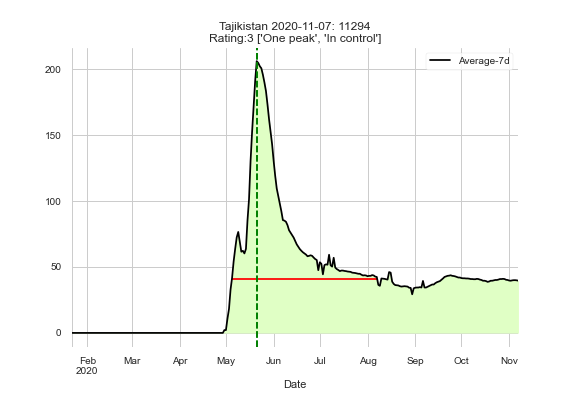 Tajikistan 2020-11-07: 11294
Rating:3 ['One peak', 'In control']
Average-7d
200
150
100
50
0
Feb Mar Apr May Jun Jul Aug Sep Oct Nov
2020
Date